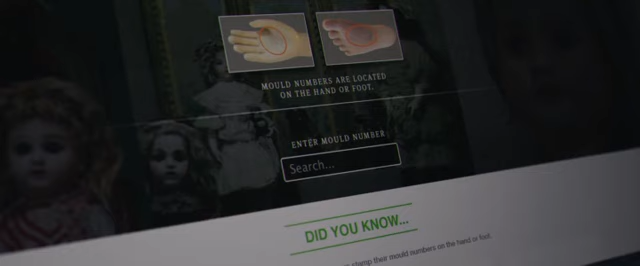 MOULD NUMBERS ARE LOCATED
ON THE HAND OR FOOT.
ENTER MOULD NUMBER:
Search...
DID YOU KNOW...
stamp their mould numbers on the hand or foot.